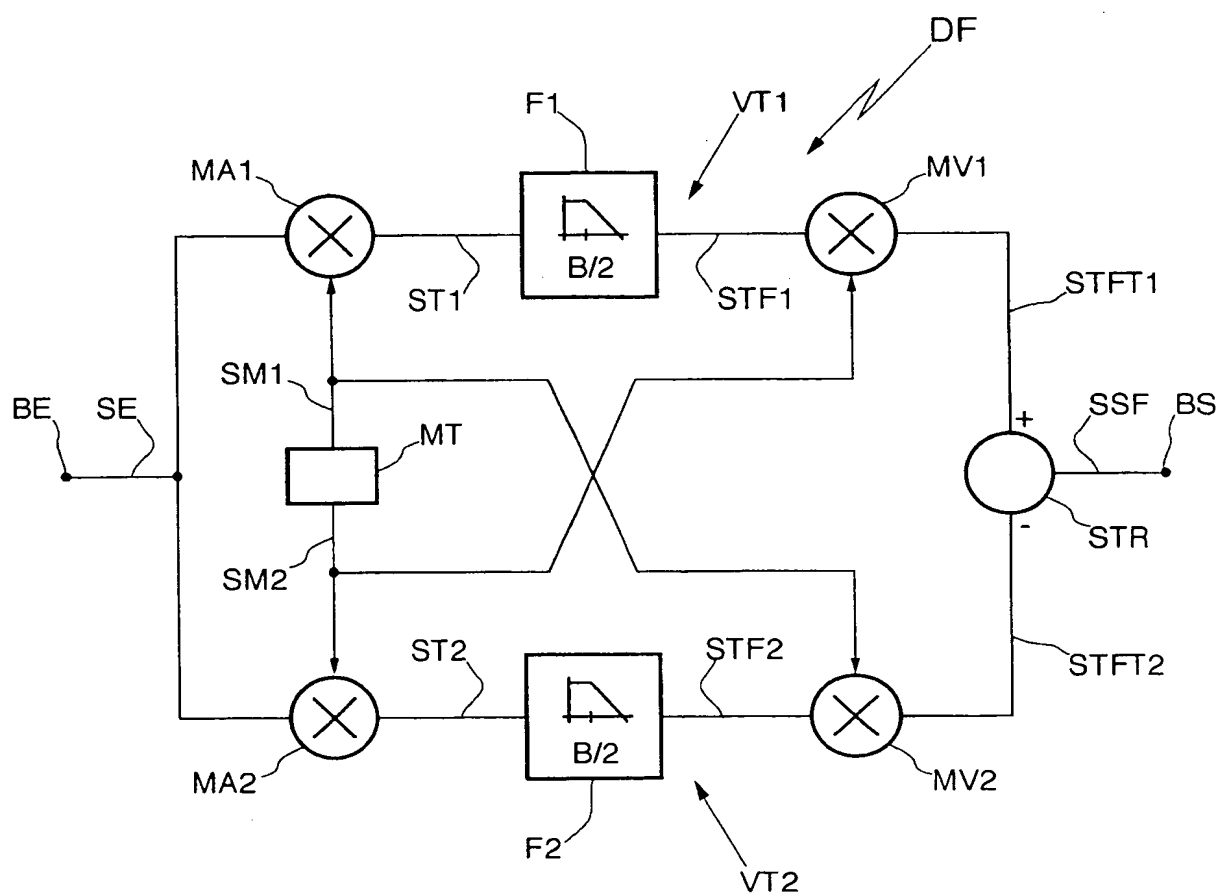 DF
F1
VT1
MA1
MV1
B/2
ST1
STF1
STFT1
SM1
BE
SE
MT
SSF
BS
+
-
STR
SM2
ST2
STF2
STFT2
B/2
MA2
MV2
F2
VT2